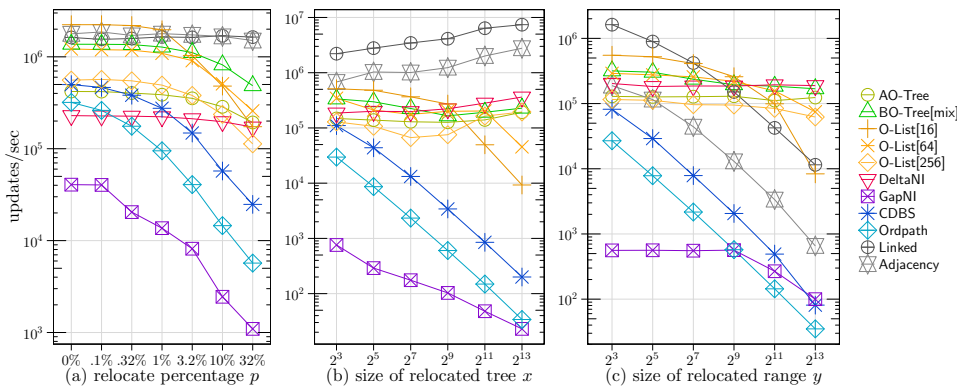 updates/sec
10^6
10^5
10^4
10^3
0% .1% .32% 1% 3.2% 10% 32%
(a) relocate percentage p
10^7
10^6
10^5
10^4
10^3
10^2
2^3 2^5 2^7 2^9 2^11 2^13
(b) size of relocated tree x
10^6
10^5
10^4
10^3
10^2
2^3 2^5 2^7 2^9 2^11 2^13
(c) size of relocated range y
AO-Tree
BO-Tree[mix]
O-List[16]
O-List[64]
O-List[256]
DeltaNI
GapNI
CDBS
Ordpath
Linked
Adjacency